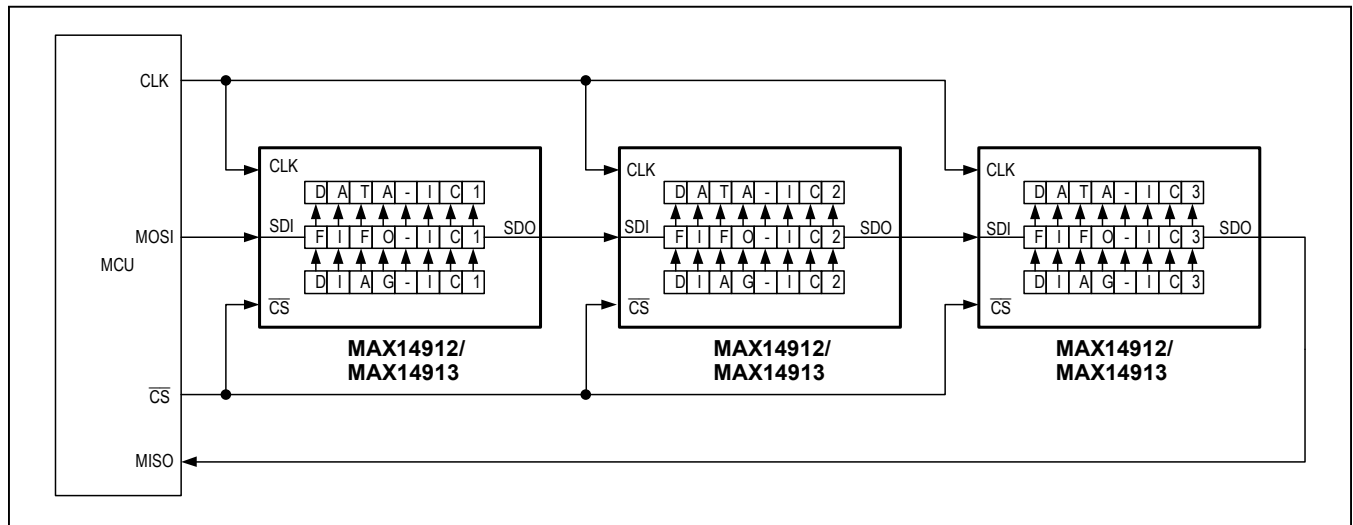 CLK
CLK
DATA-IC1
SDI
FIFO-IC1
SDO
DIAG-IC1
CS
MAX14912/
MAX14913
CLK
DATA-IC2
SDI
FIFO-IC2
SDO
DIAG-IC2
CS
MAX14912/
MAX14913
CLK
DATA-IC3
SDI
FIFO-IC3
SDO
DIAG-IC3
CS
MAX14912/
MAX14913
MOSI
MCU
CS
MISO